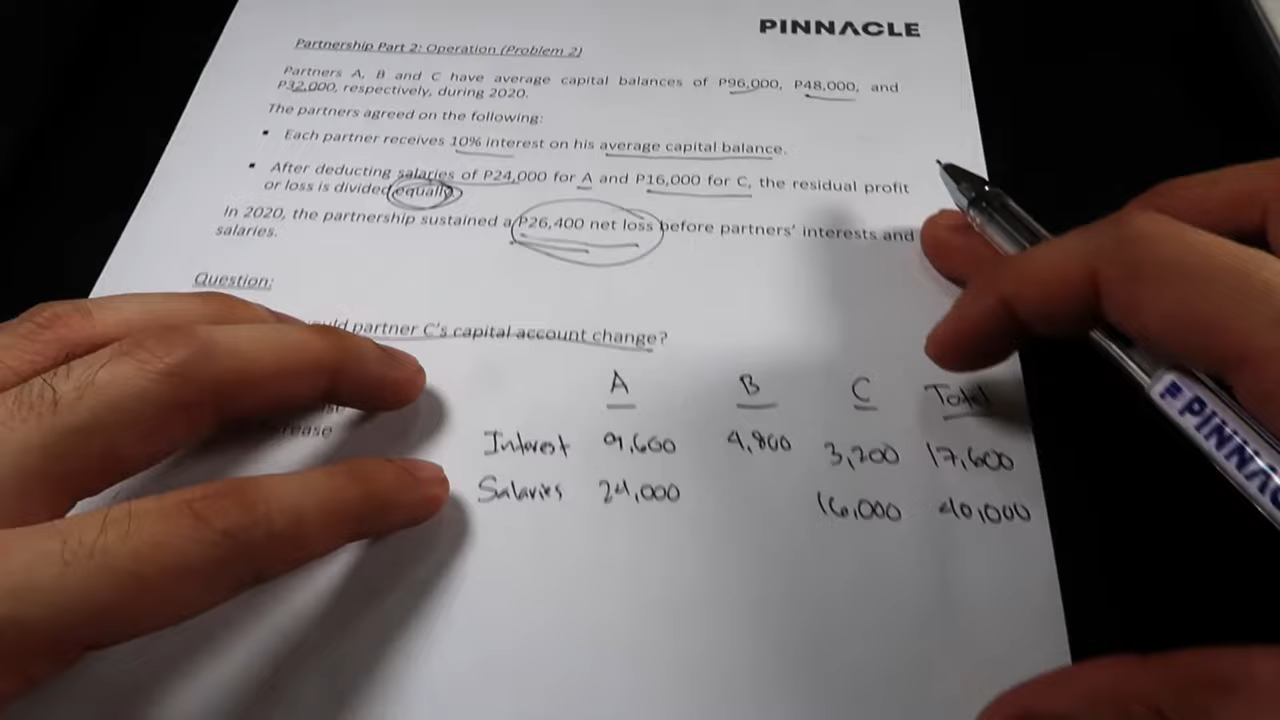 PINNACLE
Partnership Part 2: Operation (Problem 2)
Partners A, B and C have average capital balances of P96,000, P48,000, and
P32,000, respectively, during 2020.
The partners agreed on the following:
▪ Each partner receives 10% interest on his average capital balance.
▪ After deducting salaries of P24,000 for A and P16,000 for C, the residual profit
or loss is divided equally.
In 2020, the partnership sustained a P26,400 net loss before partners' interests and
salaries.
Question:
partner C's capital account change?
A B C Total
Interest 9,600 4,800 3,200 17,600
Salaries 24,000 16,000 40,000
PINNA